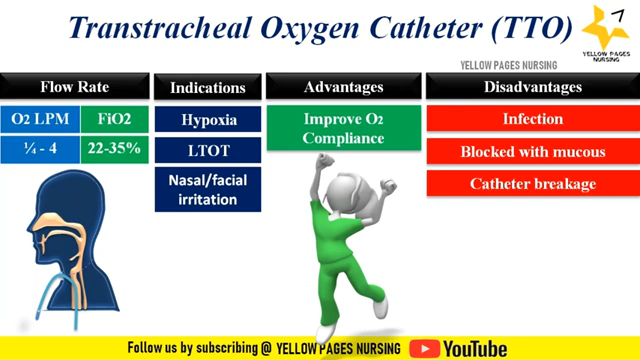 Transtracheal Oxygen Catheter (TTO)
YELLOW PAGES
NURSING
YELLOW PAGES NURSING
Flow Rate
Indications
Advantages
Disadvantages
O2 LPM
FiO2
Hypoxia
Improve O2
Compliance
Infection
¼ - 4
22-35%
LTOT
Blocked with mucous
Nasal/facial
irritation
Catheter breakage
Follow us by subscribing @ YELLOW PAGES NURSING
YouTube